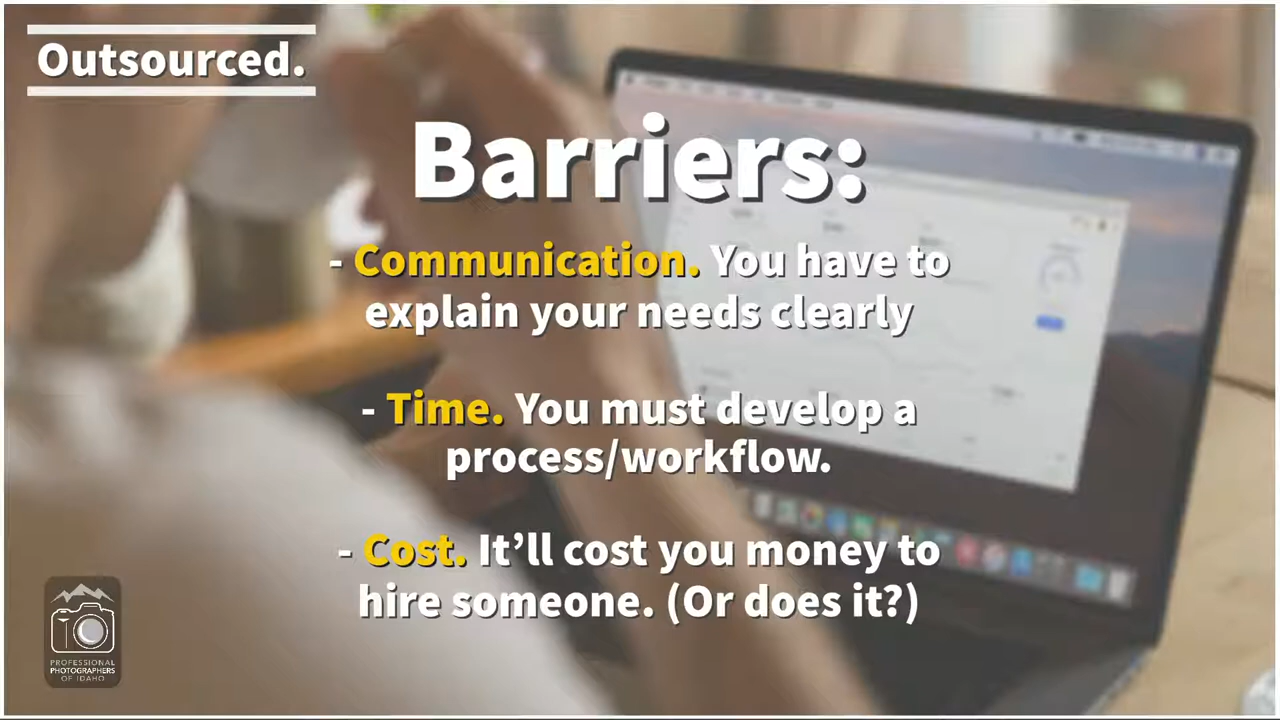 Outsourced.
Barriers:
- Communication. You have to
explain your needs clearly
- Time. You must develop a
process/workflow.
- Cost. It’ll cost you money to
hire someone. (Or does it?)
PROFESSIONAL
PHOTOGRAPHERS
OF IDAHO